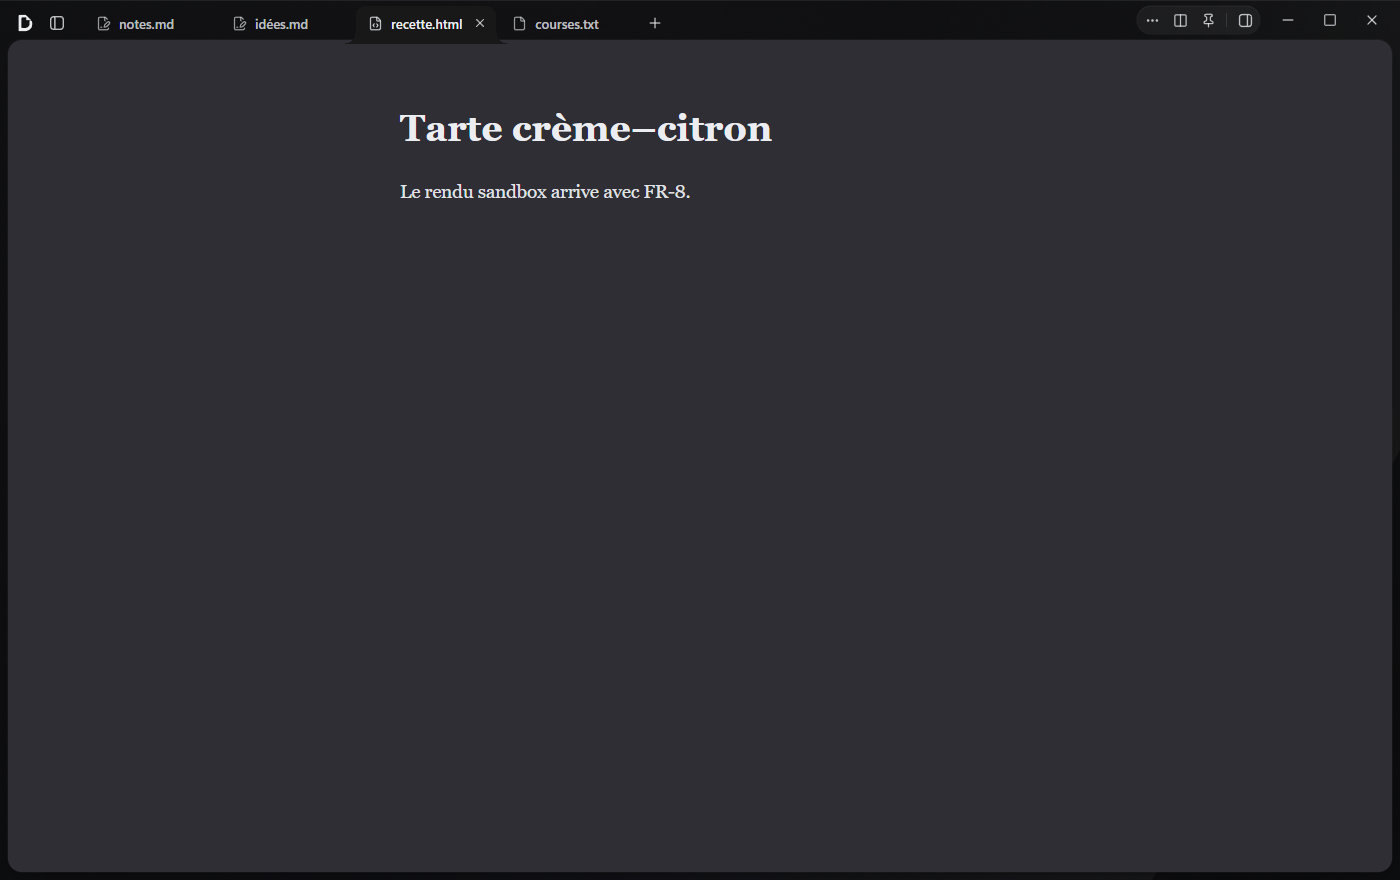 notes.md
idées.md
recette.html
courses.txt
Tarte crème–citron
Le rendu sandbox arrive avec FR-8.